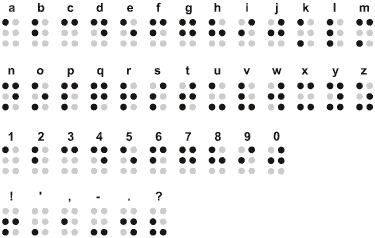 a b c d e f g h i j k l m
n o p q r s t u v w x y z
1 2 3 4 5 6 7 8 9 0
! ' , - . ?